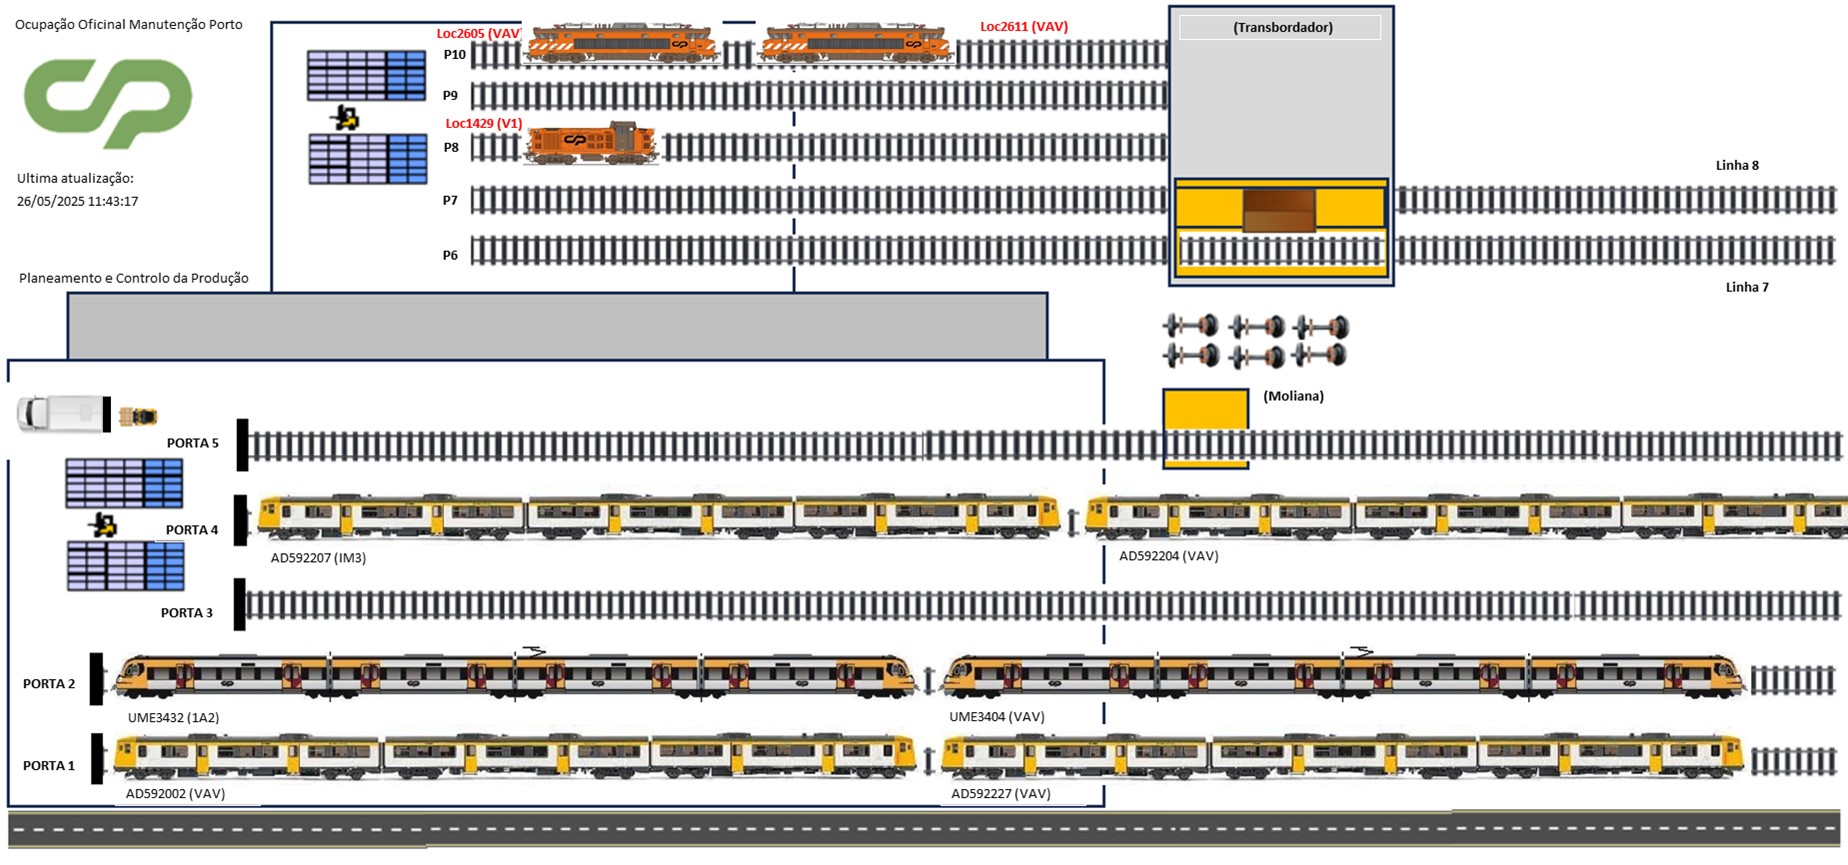 Ocupação Oficinal Manutenção Porto
Loc2605 (VAV)
Loc2611 (VAV)
(Transbordador)
P10
P9
Loc1429 (V1)
P8
Ultima atualização:
26/05/2025 11:43:17
Linha 8
P7
P6
Planeamento e Controlo da Produção
Linha 7
(Moliana)
PORTA 5
PORTA 4
AD592207 (IM3)
AD592204 (VAV)
PORTA 3
PORTA 2
UME3432 (1A2)
UME3404 (VAV)
PORTA 1
AD592002 (VAV)
AD592227 (VAV)